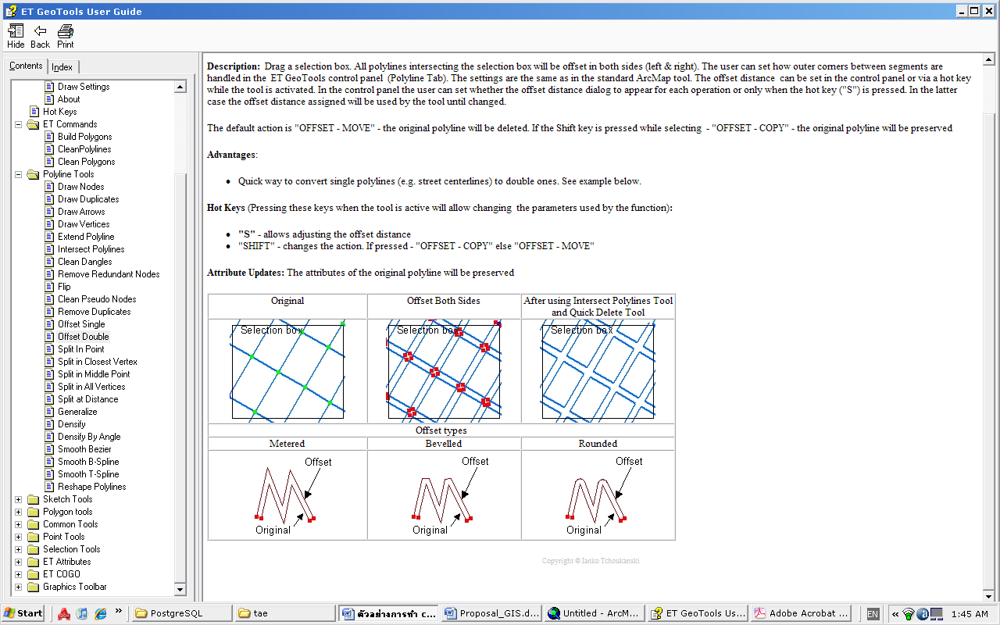 ET GeoTools User Guide
Hide Back Print
Contents Index
Draw Settings
About
Hot Keys
ET Commands
Build Polygons
CleanPolylines
Clean Polygons
Polyline Tools
Draw Nodes
Draw Duplicates
Draw Arrows
Draw Vertices
Extend Polyline
Intersect Polylines
Clean Dangles
Remove Redundant Nodes
Flip
Clean Pseudo Nodes
Remove Duplicates
Offset Single
Offset Double
Split In Point
Split in Closest Vertex
Split in Middle Point
Split in All Vertices
Split at Distance
Generalize
Densify
Densify By Angle
Smooth Bezier
Smooth B-Spline
Smooth T-Spline
Reshape Polylines
Sketch Tools
Polygon tools
Common Tools
Point Tools
Selection Tools
ET Attributes
ET COGO
Graphics Toolbar
Description: Drag a selection box. All polylines intersecting the selection box will be offset in both sides (left & right). The user can set how outer corners between segments are
handled in the ET GeoTools control panel (Polyline Tab). The settings are the same as in the standard ArcMap tool. The offset distance can be set in the control panel or via a hot key
while the tool is activated. In the control panel the user can set whether the offset distance dialog to appear for each operation or only when the hot key ("S") is pressed. In the latter
case the offset distance assigned will be used by the tool until changed.
The default action is "OFFSET - MOVE" - the original polyline will be deleted. If the Shift key is pressed while selecting - "OFFSET - COPY" - the original polyline will be preserved
Advantages:
• Quick way to convert single polylines (e.g. street centerlines) to double ones. See example below.
Hot Keys (Pressing these keys when the tool is active will allow changing the parameters used by the function):
• "S" - allows adjusting the offset distance
• "SHIFT" - changes the action. If pressed - "OFFSET - COPY" else "OFFSET - MOVE"
Attribute Updates: The attributes of the original polyline will be preserved
Original Offset Both Sides After using Intersect Polylines Tool
and Quick Delete Tool
Selection box Selection box Selection box
Offset types
Metered Bevelled Rounded
Offset Offset Offset
Original Original Original
Copyright © Ianko Tchoukanski
Start » PostgreSQL tae ตัวอย่างการทำ c... Proposal_GIS.d... Untitled - ArcM... ET GeoTools Us... Adobe Acrobat ... EN « 1:45 AM